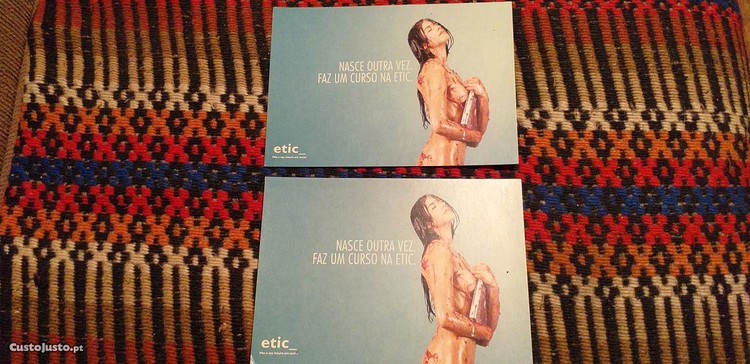 NASCE OUTRA VEZ.
FAZ UM CURSO NA ETIC.
etic_
NASCE OUTRA VEZ.
FAZ UM CURSO NA ETIC.
etic_
CustoJusto.pt